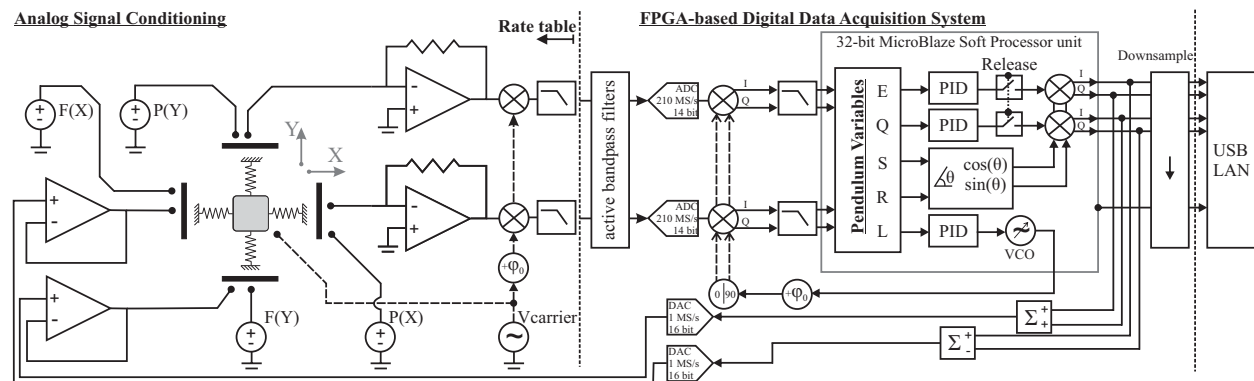 Analog Signal Conditioning
FPGA-based Digital Data Acquisition System
Rate table
32-bit MicroBlaze Soft Processor unit
Downsample
Release
F(X)
P(Y)
Y
X
+
-
+
-
-
+
-
+
+
-
+
-
F(Y)
+
-
P(X)
+
-
+φ₀
Vcarrier
~
active bandpass filters
ADC
210 MS/s
14 bit
ADC
210 MS/s
14 bit
I
Q
I
Q
0 | 90
+φ₀
Pendulum Variables
E
Q
S
R
L
PID
PID
θ
cos(θ)
sin(θ)
PID
~
VCO
I
Q
I
Q
↓
USB
LAN
DAC
1 MS/s
16 bit
DAC
1 MS/s
16 bit
Σ +
+
Σ +
-